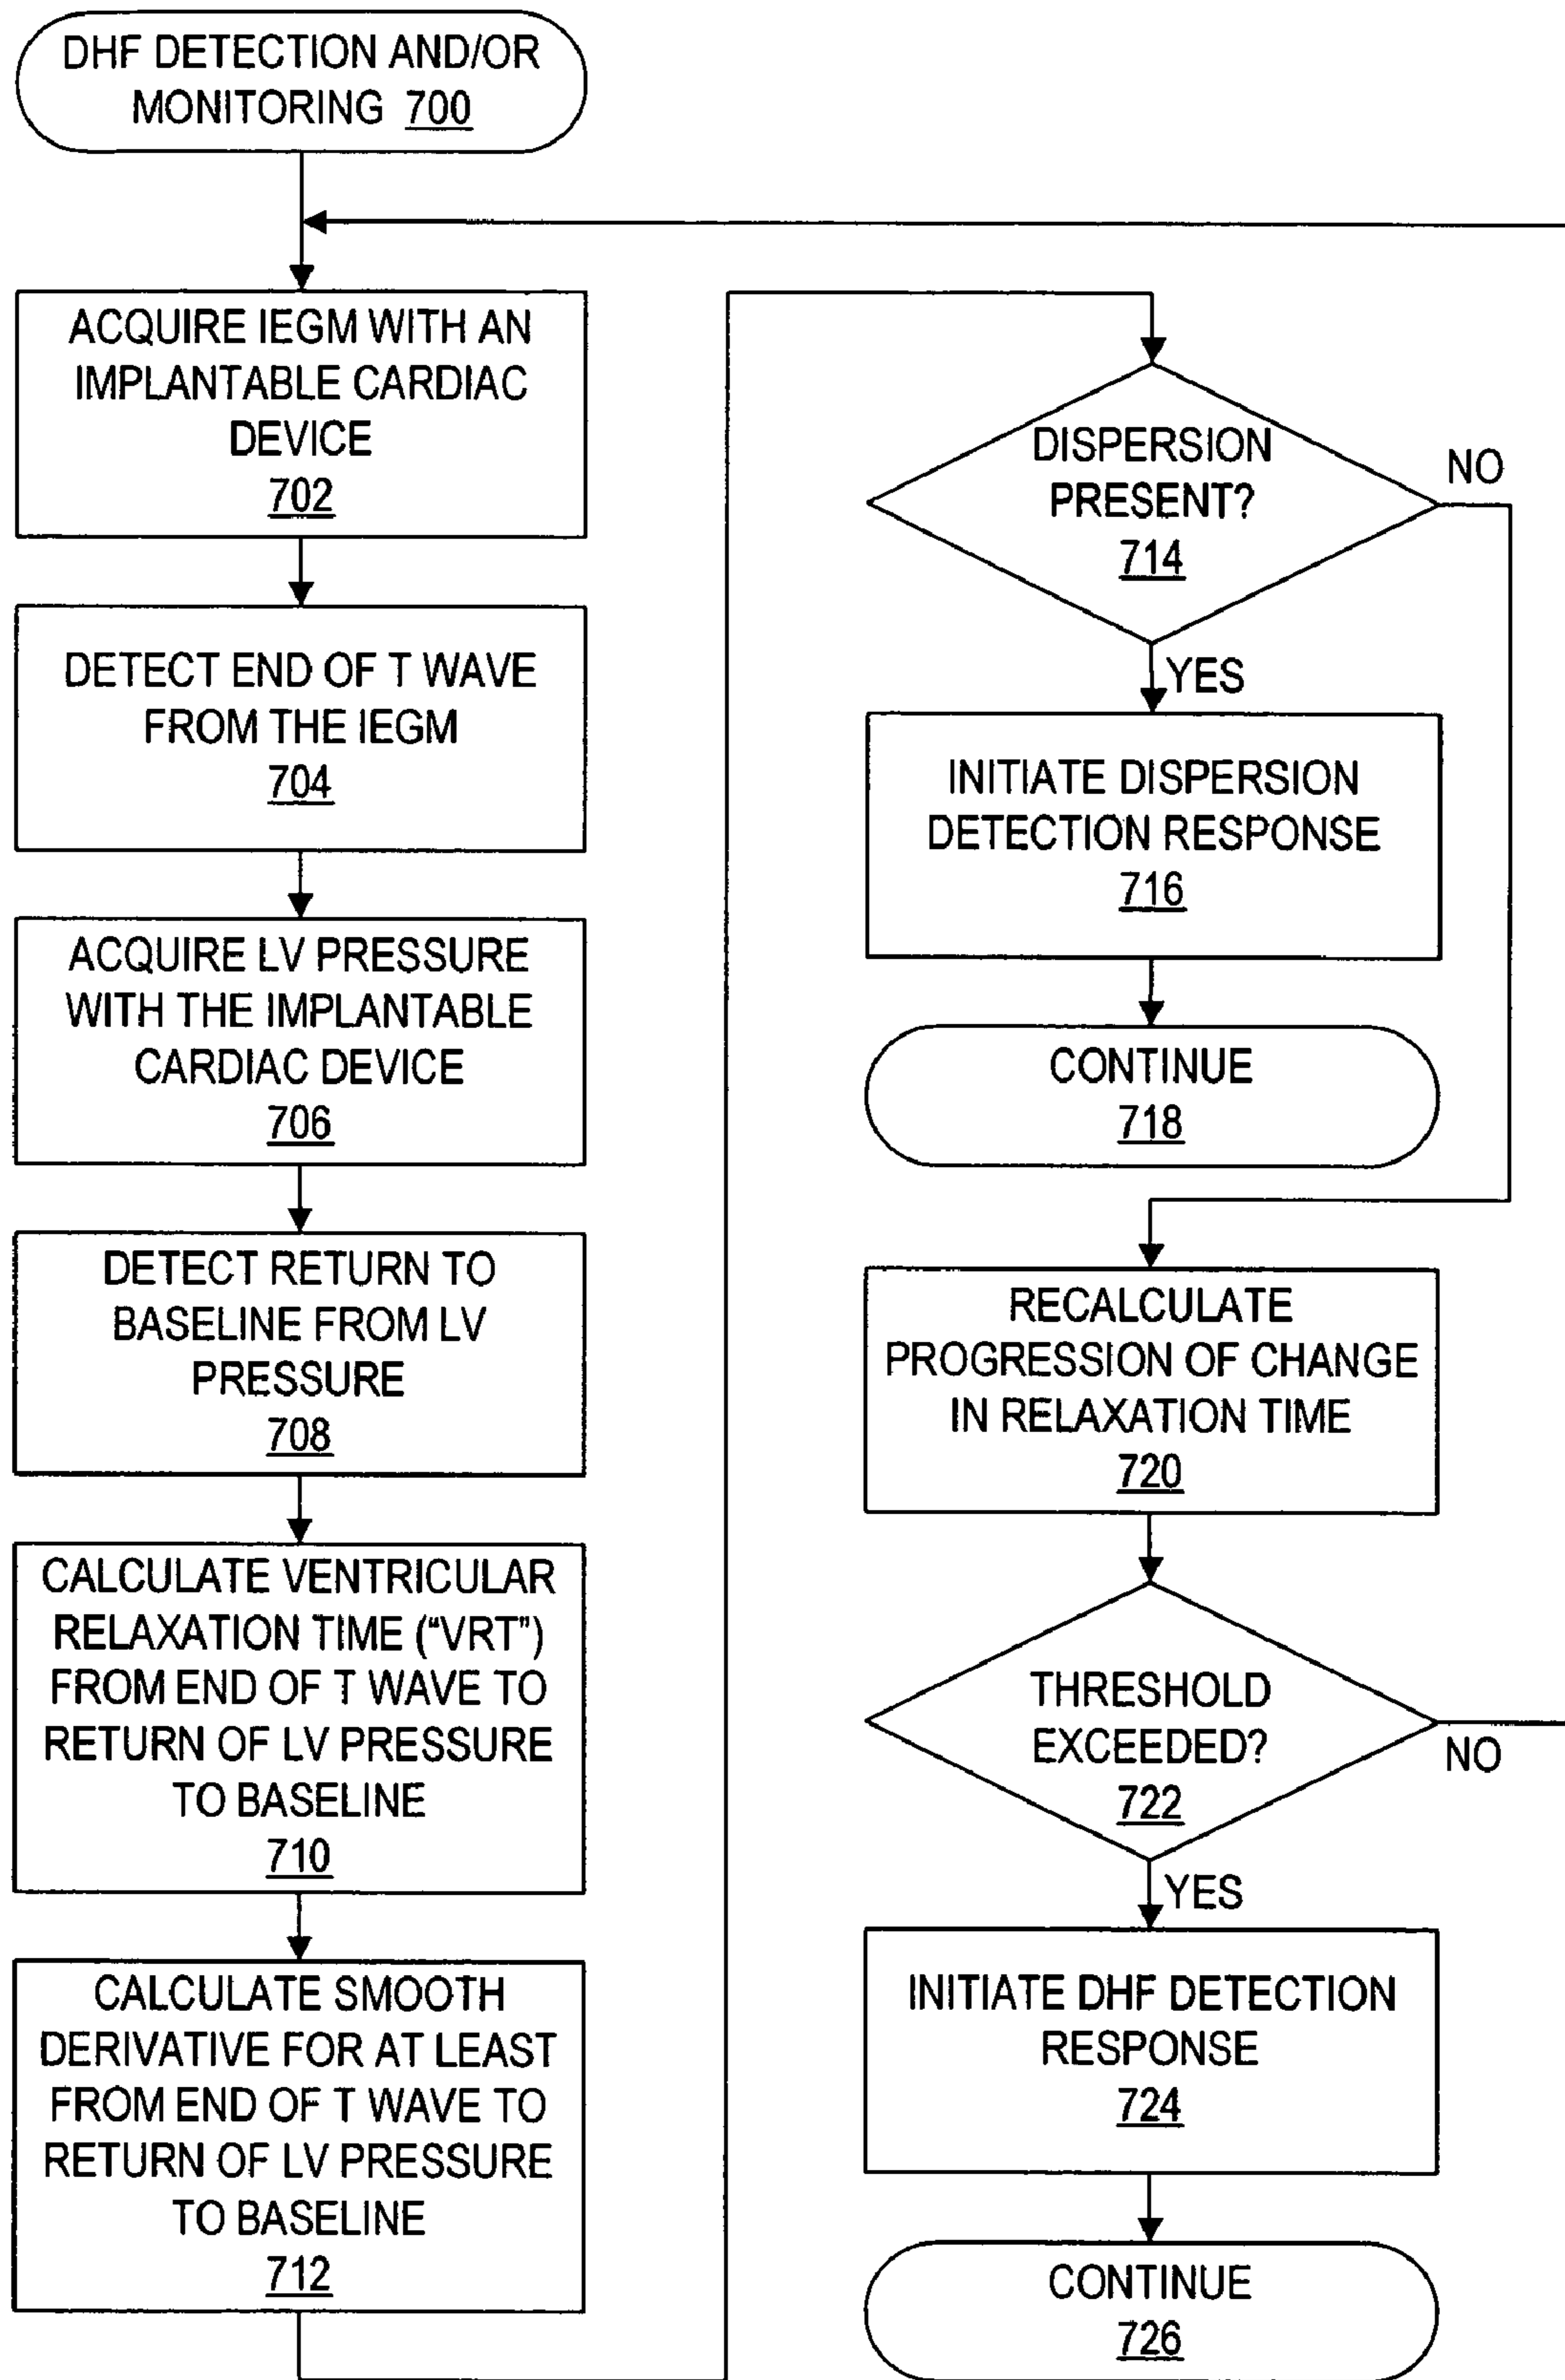 DHF DETECTION AND/OR
MONITORING 700
ACQUIRE IEGM WITH AN
IMPLANTABLE CARDIAC
DEVICE
702
DETECT END OF T WAVE
FROM THE IEGM
704
ACQUIRE LV PRESSURE
WITH THE IMPLANTABLE
CARDIAC DEVICE
706
DETECT RETURN TO
BASELINE FROM LV
PRESSURE
708
CALCULATE VENTRICULAR
RELAXATION TIME (“VRT”)
FROM END OF T WAVE TO
RETURN OF LV PRESSURE
TO BASELINE
710
CALCULATE SMOOTH
DERIVATIVE FOR AT LEAST
FROM END OF T WAVE TO
RETURN OF LV PRESSURE
TO BASELINE
712
DISPERSION
PRESENT?
714
NO
YES
INITIATE DISPERSION
DETECTION RESPONSE
716
CONTINUE
718
RECALCULATE
PROGRESSION OF CHANGE
IN RELAXATION TIME
720
THRESHOLD
EXCEEDED?
722
NO
YES
INITIATE DHF DETECTION
RESPONSE
724
CONTINUE
726